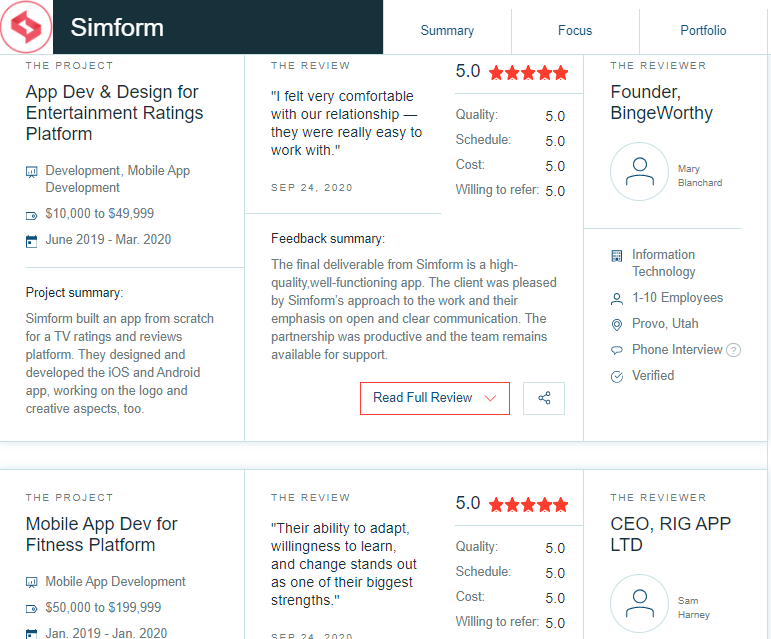 Simform
Summary
Focus
Portfolio
THE PROJECT
App Dev & Design for
Entertainment Ratings
Platform
Development, Mobile App
Development
$10,000 to $49,999
June 2019 - Mar. 2020
Project summary:
Simform built an app from scratch
for a TV ratings and reviews
platform. They designed and
developed the iOS and Android
app, working on the logo and
creative aspects, too.
THE REVIEW
"I felt very comfortable
with our relationship —
they were really easy to
work with."
SEP 24, 2020
5.0
Quality: 5.0
Schedule: 5.0
Cost: 5.0
Willing to refer: 5.0
Feedback summary:
The final deliverable from Simform is a high-
quality,well-functioning app. The client was pleased
by Simform's approach to the work and their
emphasis on open and clear communication. The
partnership was productive and the team remains
available for support.
Read Full Review
THE REVIEWER
Founder,
BingeWorthy
Mary
Blanchard
Information
Technology
1-10 Employees
Provo, Utah
Phone Interview ?
Verified
THE PROJECT
Mobile App Dev for
Fitness Platform
Mobile App Development
$50,000 to $199,999
Jan. 2019 - Jan. 2020
THE REVIEW
"Their ability to adapt,
willingness to learn,
and change stands out
as one of their biggest
strengths."
SEP 24, 2020
5.0
Quality: 5.0
Schedule: 5.0
Cost: 5.0
Willing to refer: 5.0
THE REVIEWER
CEO, RIG APP
LTD
Sam
Harney